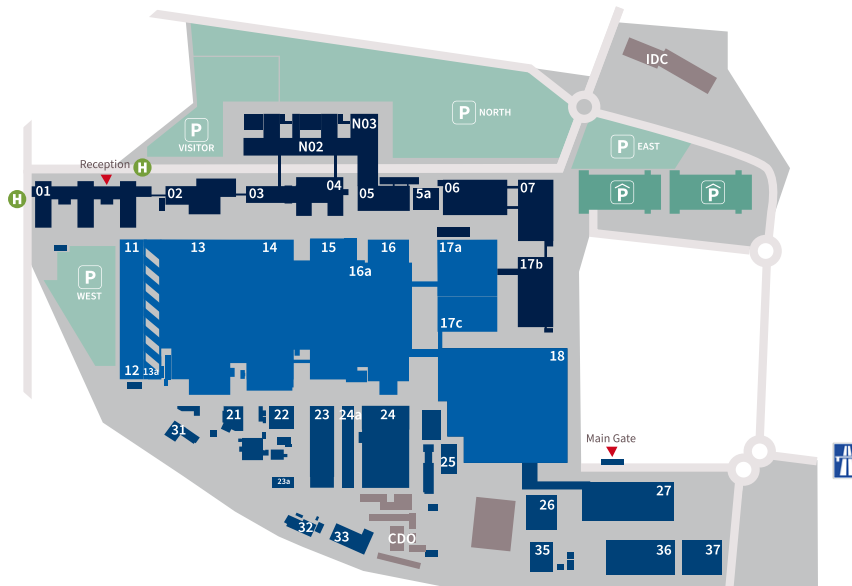 IDC
N03
P
NORTH
P
VISITOR
N02
P
EAST
Reception
H
H
01
02
03
04
05
5a
06
07
P
P
11
13
14
15
16
17a
16a
17b
P
WEST
17c
18
12
13a
21
22
23
24a
24
31
Main Gate
25
23a
27
26
32
33
CDO
35
36
37